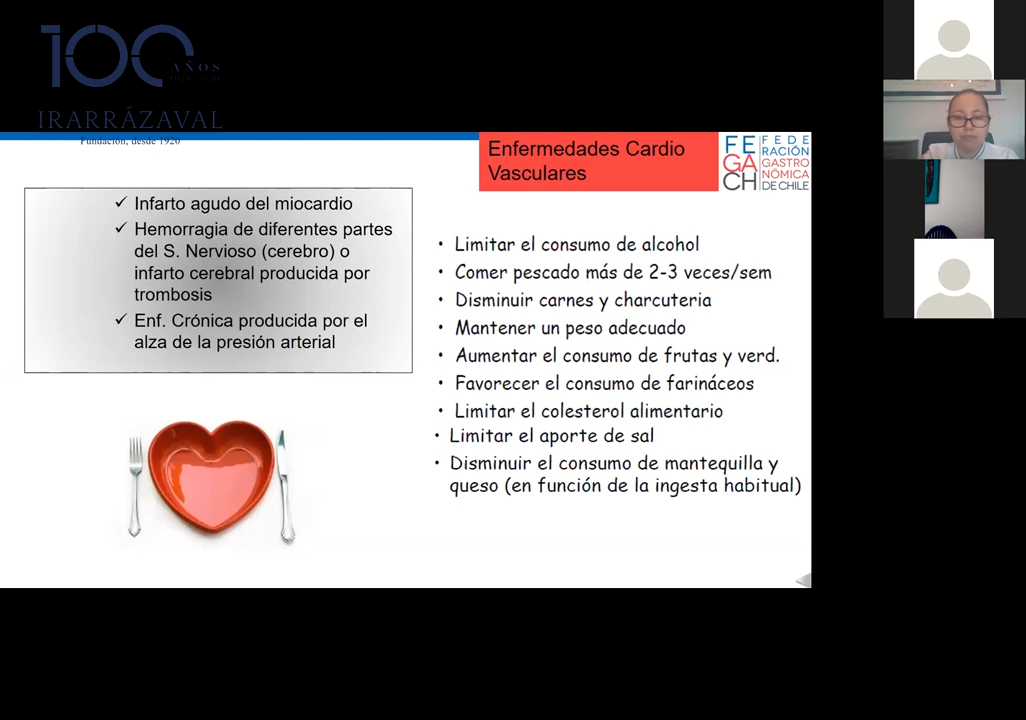 100
AÑOS
IRARRÁZAVAL
Fundación, desde 1920
Enfermedades Cardio
Vasculares
FE
GA
CH
FEDE
RACIÓN
GASTRO
NÓMICA
DE CHILE
✓ Infarto agudo del miocardio
✓ Hemorragia de diferentes partes
del S. Nervioso (cerebro) o
infarto cerebral producida por
trombosis
✓ Enf. Crónica producida por el
alza de la presión arterial
• Limitar el consumo de alcohol
• Comer pescado más de 2-3 veces/sem
• Disminuir carnes y charcuteria
• Mantener un peso adecuado
• Aumentar el consumo de frutas y verd.
• Favorecer el consumo de farináceos
• Limitar el colesterol alimentario
• Limitar el aporte de sal
• Disminuir el consumo de mantequilla y
queso (en función de la ingesta habitual)